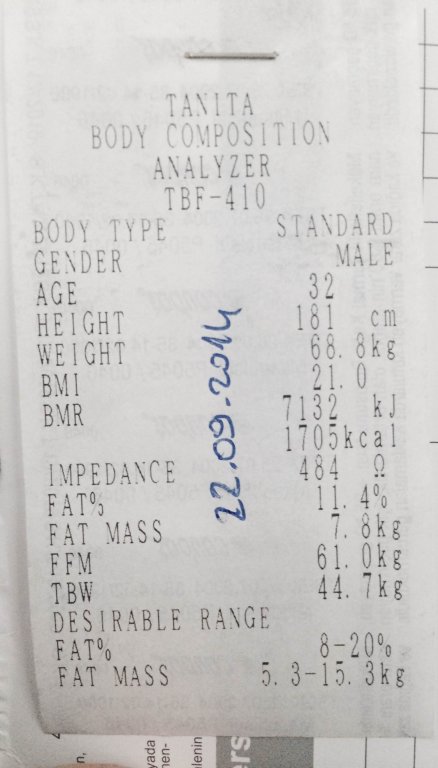 TANITA
BODY COMPOSITION
ANALYZER
TBF-410
BODY TYPE STANDARD
GENDER MALE
AGE 32
HEIGHT 181 cm
WEIGHT 68.8kg
BMI 21.0
BMR 7132 kJ
1705kcal
IMPEDANCE 484 Ω
FAT% 11.4%
FAT MASS 7.8kg
FFM 61.0kg
TBW 44.7kg
DESIRABLE RANGE
FAT% 8-20%
FAT MASS 5.3-15.3kg
22.09.2014